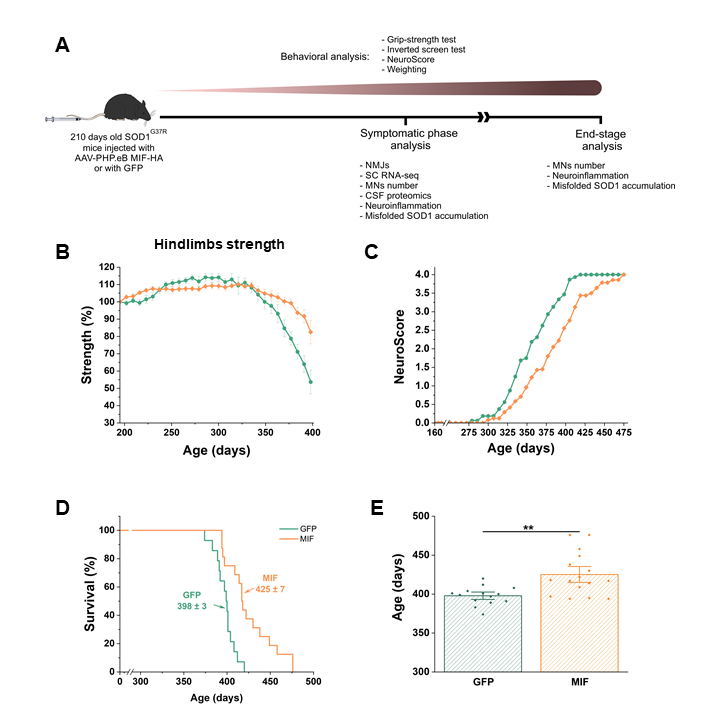 A
Behavioral analysis:
- Grip-strength test
- Inverted screen test
- NeuroScore
- Weighting
210 days old SOD1G37R
mice injected with
AAV-PHP.eB MIF-HA
or with GFP
Symptomatic phase
analysis
- NMJs
- SC RNA-seq
- MNs number
- CSF proteomics
- Neuroinflammation
- Misfolded SOD1 accumulation
End-stage
analysis
- MNs number
- Neuroinflammation
- Misfolded SOD1 accumulation
B
Hindlimbs strength
Strength (%)
120
110
100
90
80
70
60
50
40
30
200 250 300 350 400
Age (days)
C
NeuroScore
4.0
3.5
3.0
2.5
2.0
1.5
1.0
0.5
0.0
160 275 300 325 350 375 400 425 450 475
Age (days)
D
Survival (%)
100
80
60
40
20
0
GFP
MIF
MIF
425 ± 7
GFP
398 ± 3
0 300 350 400 450 500
Age (days)
E
Age (days)
500
450
400
350
300
**
GFP MIF